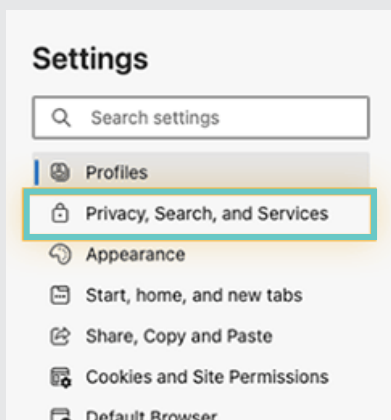 Settings
Search settings
Profiles
Privacy, Search, and Services
Appearance
Start, home, and new tabs
Share, Copy and Paste
Cookies and Site Permissions
Default Browser